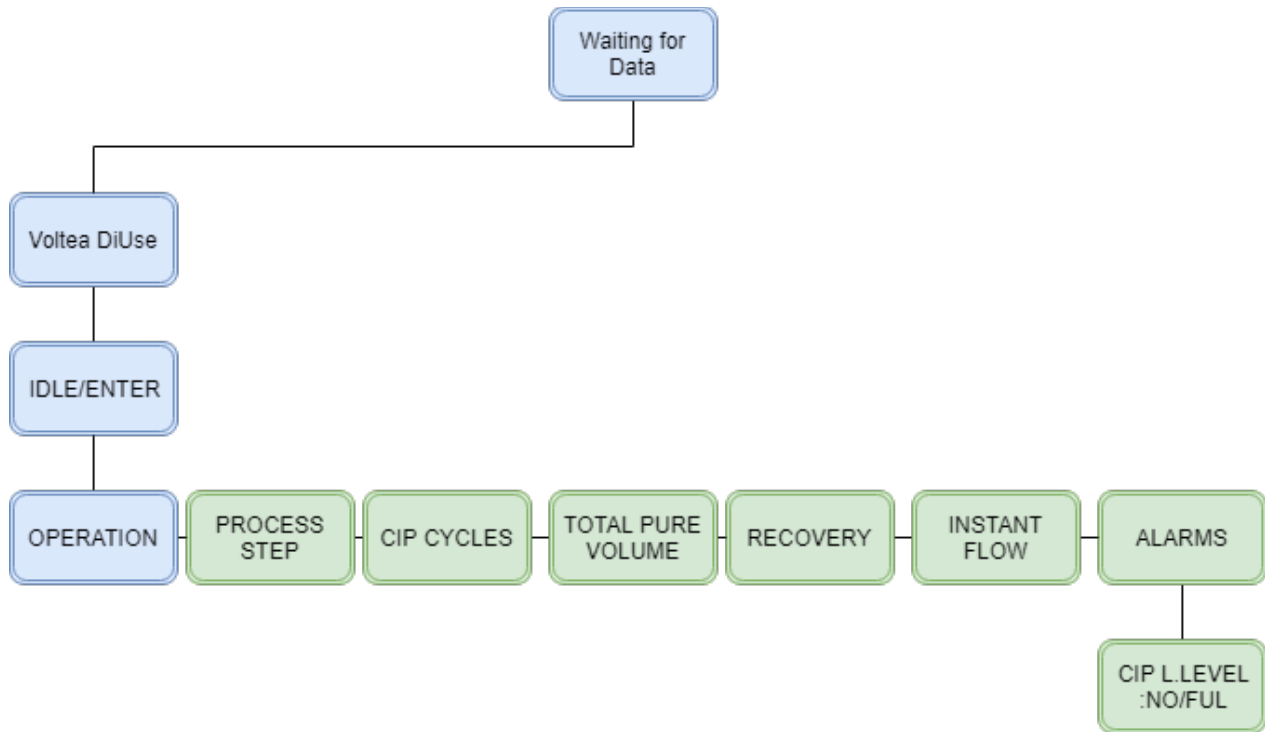 Waiting for
Data
Voltea DiUse
IDLE/ENTER
OPERATION
PROCESS
STEP
CIP CYCLES
TOTAL PURE
VOLUME
RECOVERY
INSTANT
FLOW
ALARMS
CIP L.LEVEL
:NO/FUL